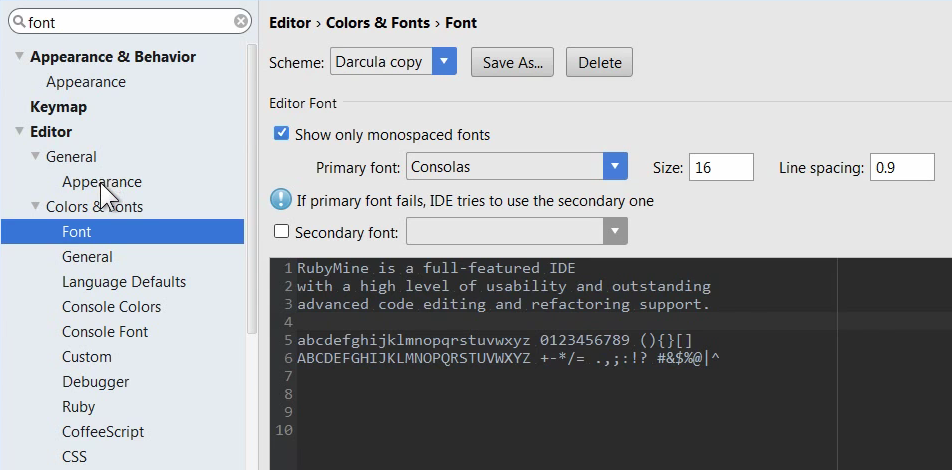 font
Appearance & Behavior
Appearance
Keymap
Editor
General
Appearance
Colors & Fonts
Font
General
Language Defaults
Console Colors
Console Font
Custom
Debugger
Ruby
CoffeeScript
CSS
Editor › Colors & Fonts › Font
Scheme: Darcula copy Save As... Delete
Editor Font
Show only monospaced fonts
Primary font: Consolas Size: 16 Line spacing: 0.9
If primary font fails, IDE tries to use the secondary one
Secondary font:
1 RubyMine is a full-featured IDE
2 with a high level of usability and outstanding
3 advanced code editing and refactoring support.
4
5 abcdefghijklmnopqrstuvwxyz 0123456789 (){}[]
6 ABCDEFGHIJKLMNOPQRSTUVWXYZ +-*/= .,;:!? #&$%@|^
7
8
9
10